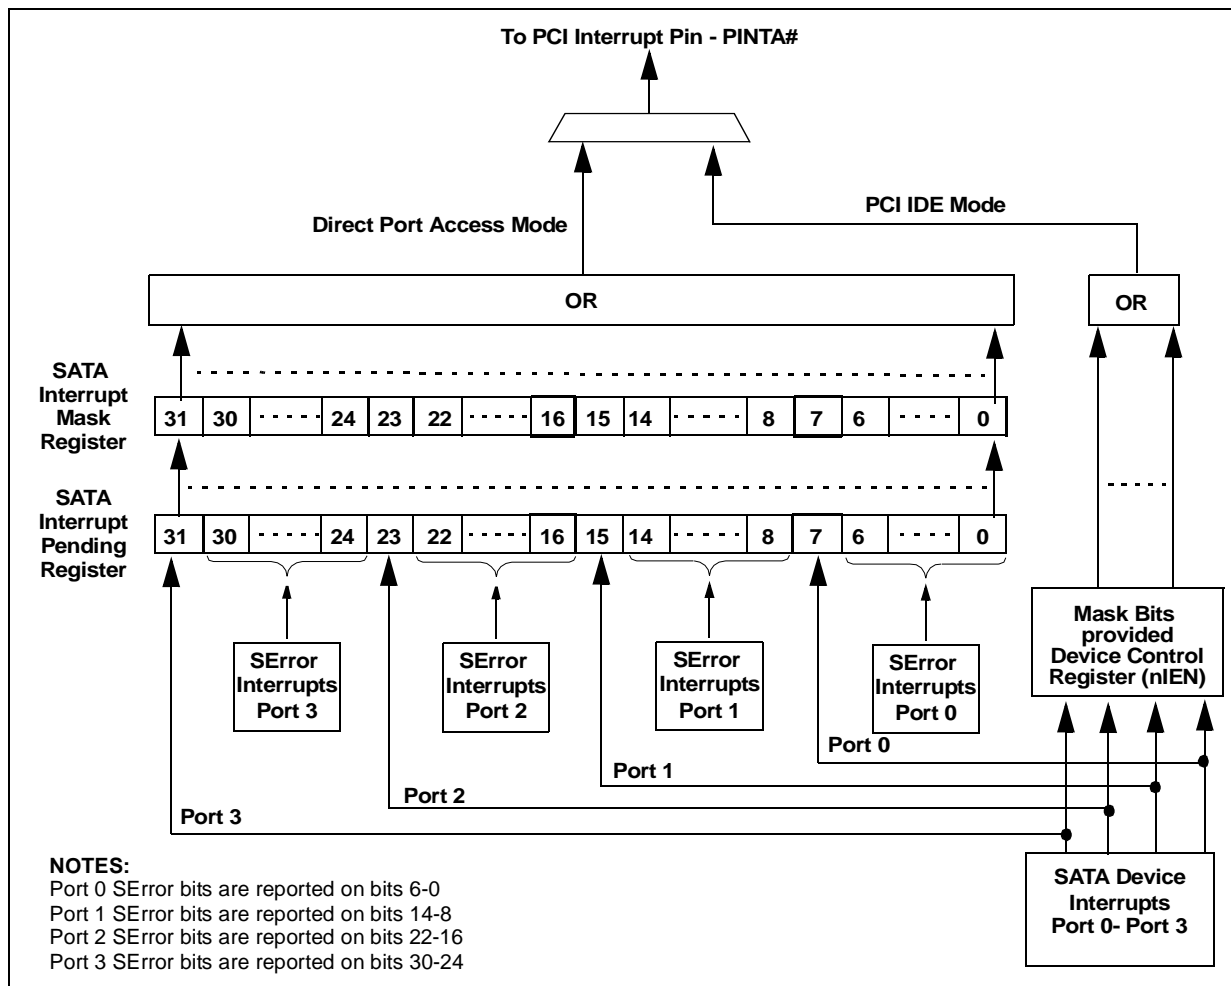 To PCI Interrupt Pin - PINTA#
PCI IDE Mode
Direct Port Access Mode
OR
OR
SATA
Interrupt
Mask
Register
31 30 24 23 22 16 15 14 8 7 6 0
SATA
Interrupt
Pending
Register
31 30 24 23 22 16 15 14 8 7 6 0
SError
Interrupts
Port 3
SError
Interrupts
Port 2
SError
Interrupts
Port 1
SError
Interrupts
Port 0
Mask Bits
provided
Device Control
Register (nIEN)
Port 0
Port 1
Port 2
Port 3
SATA Device
Interrupts
Port 0- Port 3
NOTES:
Port 0 SError bits are reported on bits 6-0
Port 1 SError bits are reported on bits 14-8
Port 2 SError bits are reported on bits 22-16
Port 3 SError bits are reported on bits 30-24